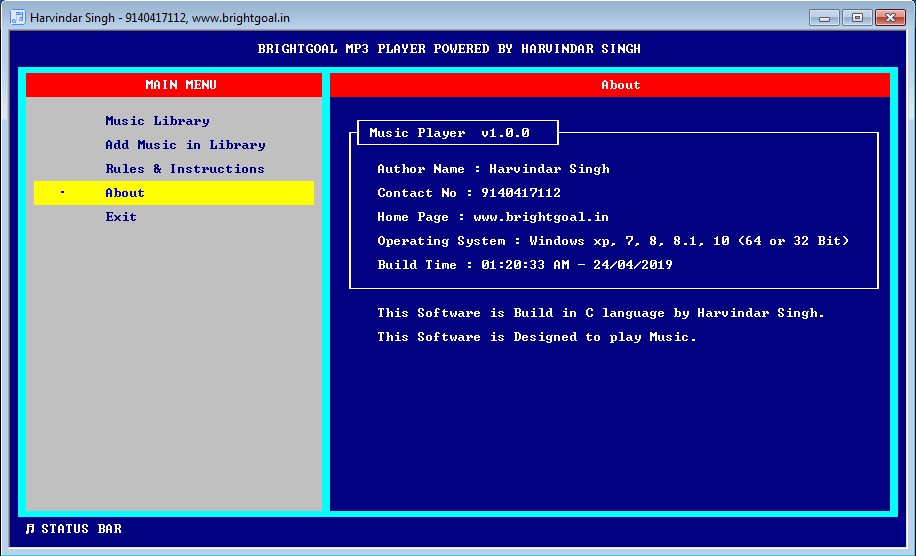 Harvindar Singh - 9140417112, www.brightgoal.in
BRIGHTGOAL MP3 PLAYER POWERED BY HARVINDAR SINGH
MAIN MENU
Music Library
Add Music in Library
Rules & Instructions
About
Exit
About
Music Player  v1.0.0
Author Name : Harvindar Singh
Contact No : 9140417112
Home Page : www.brightgoal.in
Operating System : Windows xp, 7, 8, 8.1, 10 (64 or 32 Bit)
Build Time : 01:20:33 AM - 24/04/2019
This Software is Build in C language by Harvindar Singh.
This Software is Designed to play Music.
♫ STATUS BAR